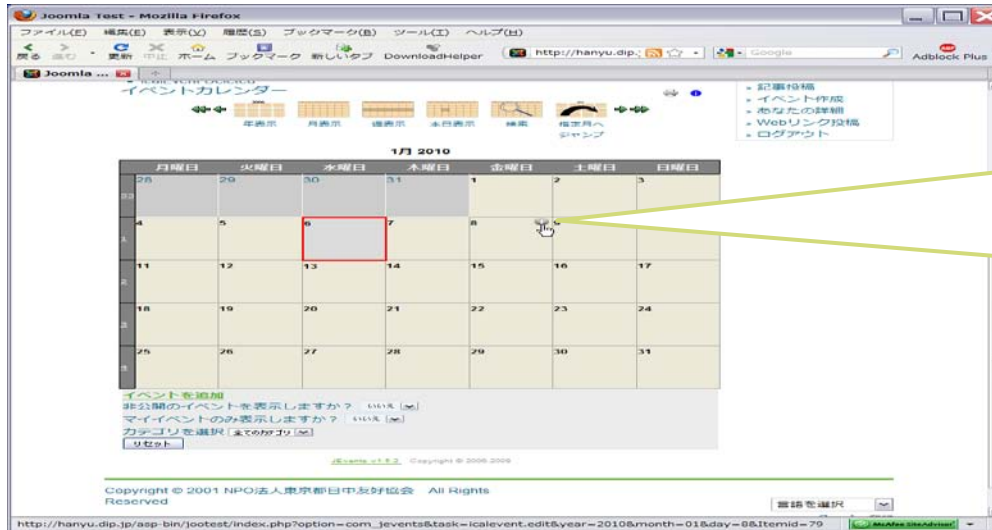 Joomla Test - Mozilla Firefox
ファイル(E) 編集(E) 表示(V) 履歴(S) ブックマーク(B) ツール(T) ヘルプ(H)
戻る 進む 更新 中止 ホーム ブックマーク 新しいタブ DownloadHelper http://hanyu.dip. Google Adblock Plus
Joomla ...
イベントカレンダー
年表示 月表示 週表示 本日表示 検索 指定月へ
ジャンプ
記事投稿
イベント作成
あなたの詳細
Webリンク投稿
ログアウト
1月 2010
月曜日 火曜日 水曜日 木曜日 金曜日 土曜日 日曜日
28 29 30 31 1 2 3
4 5 6 7 8 9
1
11 12 13 14 15 16 17
2
18 19 20 21 22 23 24
3
25 26 27 28 29 30 31
イベントを追加
非公開のイベントを表示しますか? いいえ
マイイベントのみ表示しますか? いいえ
カテゴリを選択 全てのカテゴリ
リセット
JEvents v1.5.2 Copyright © 2006-2009
Copyright © 2001 NPO法人東京都日中友好協会 All Rights
Reserved
言語を選択
http://hanyu.dip.jp/asp-bin/jootest/index.php?option=com_jevents&task=icalevent.edit&year=2010&month=01&day=8&Itemid=79 McAfee SiteAdvisor